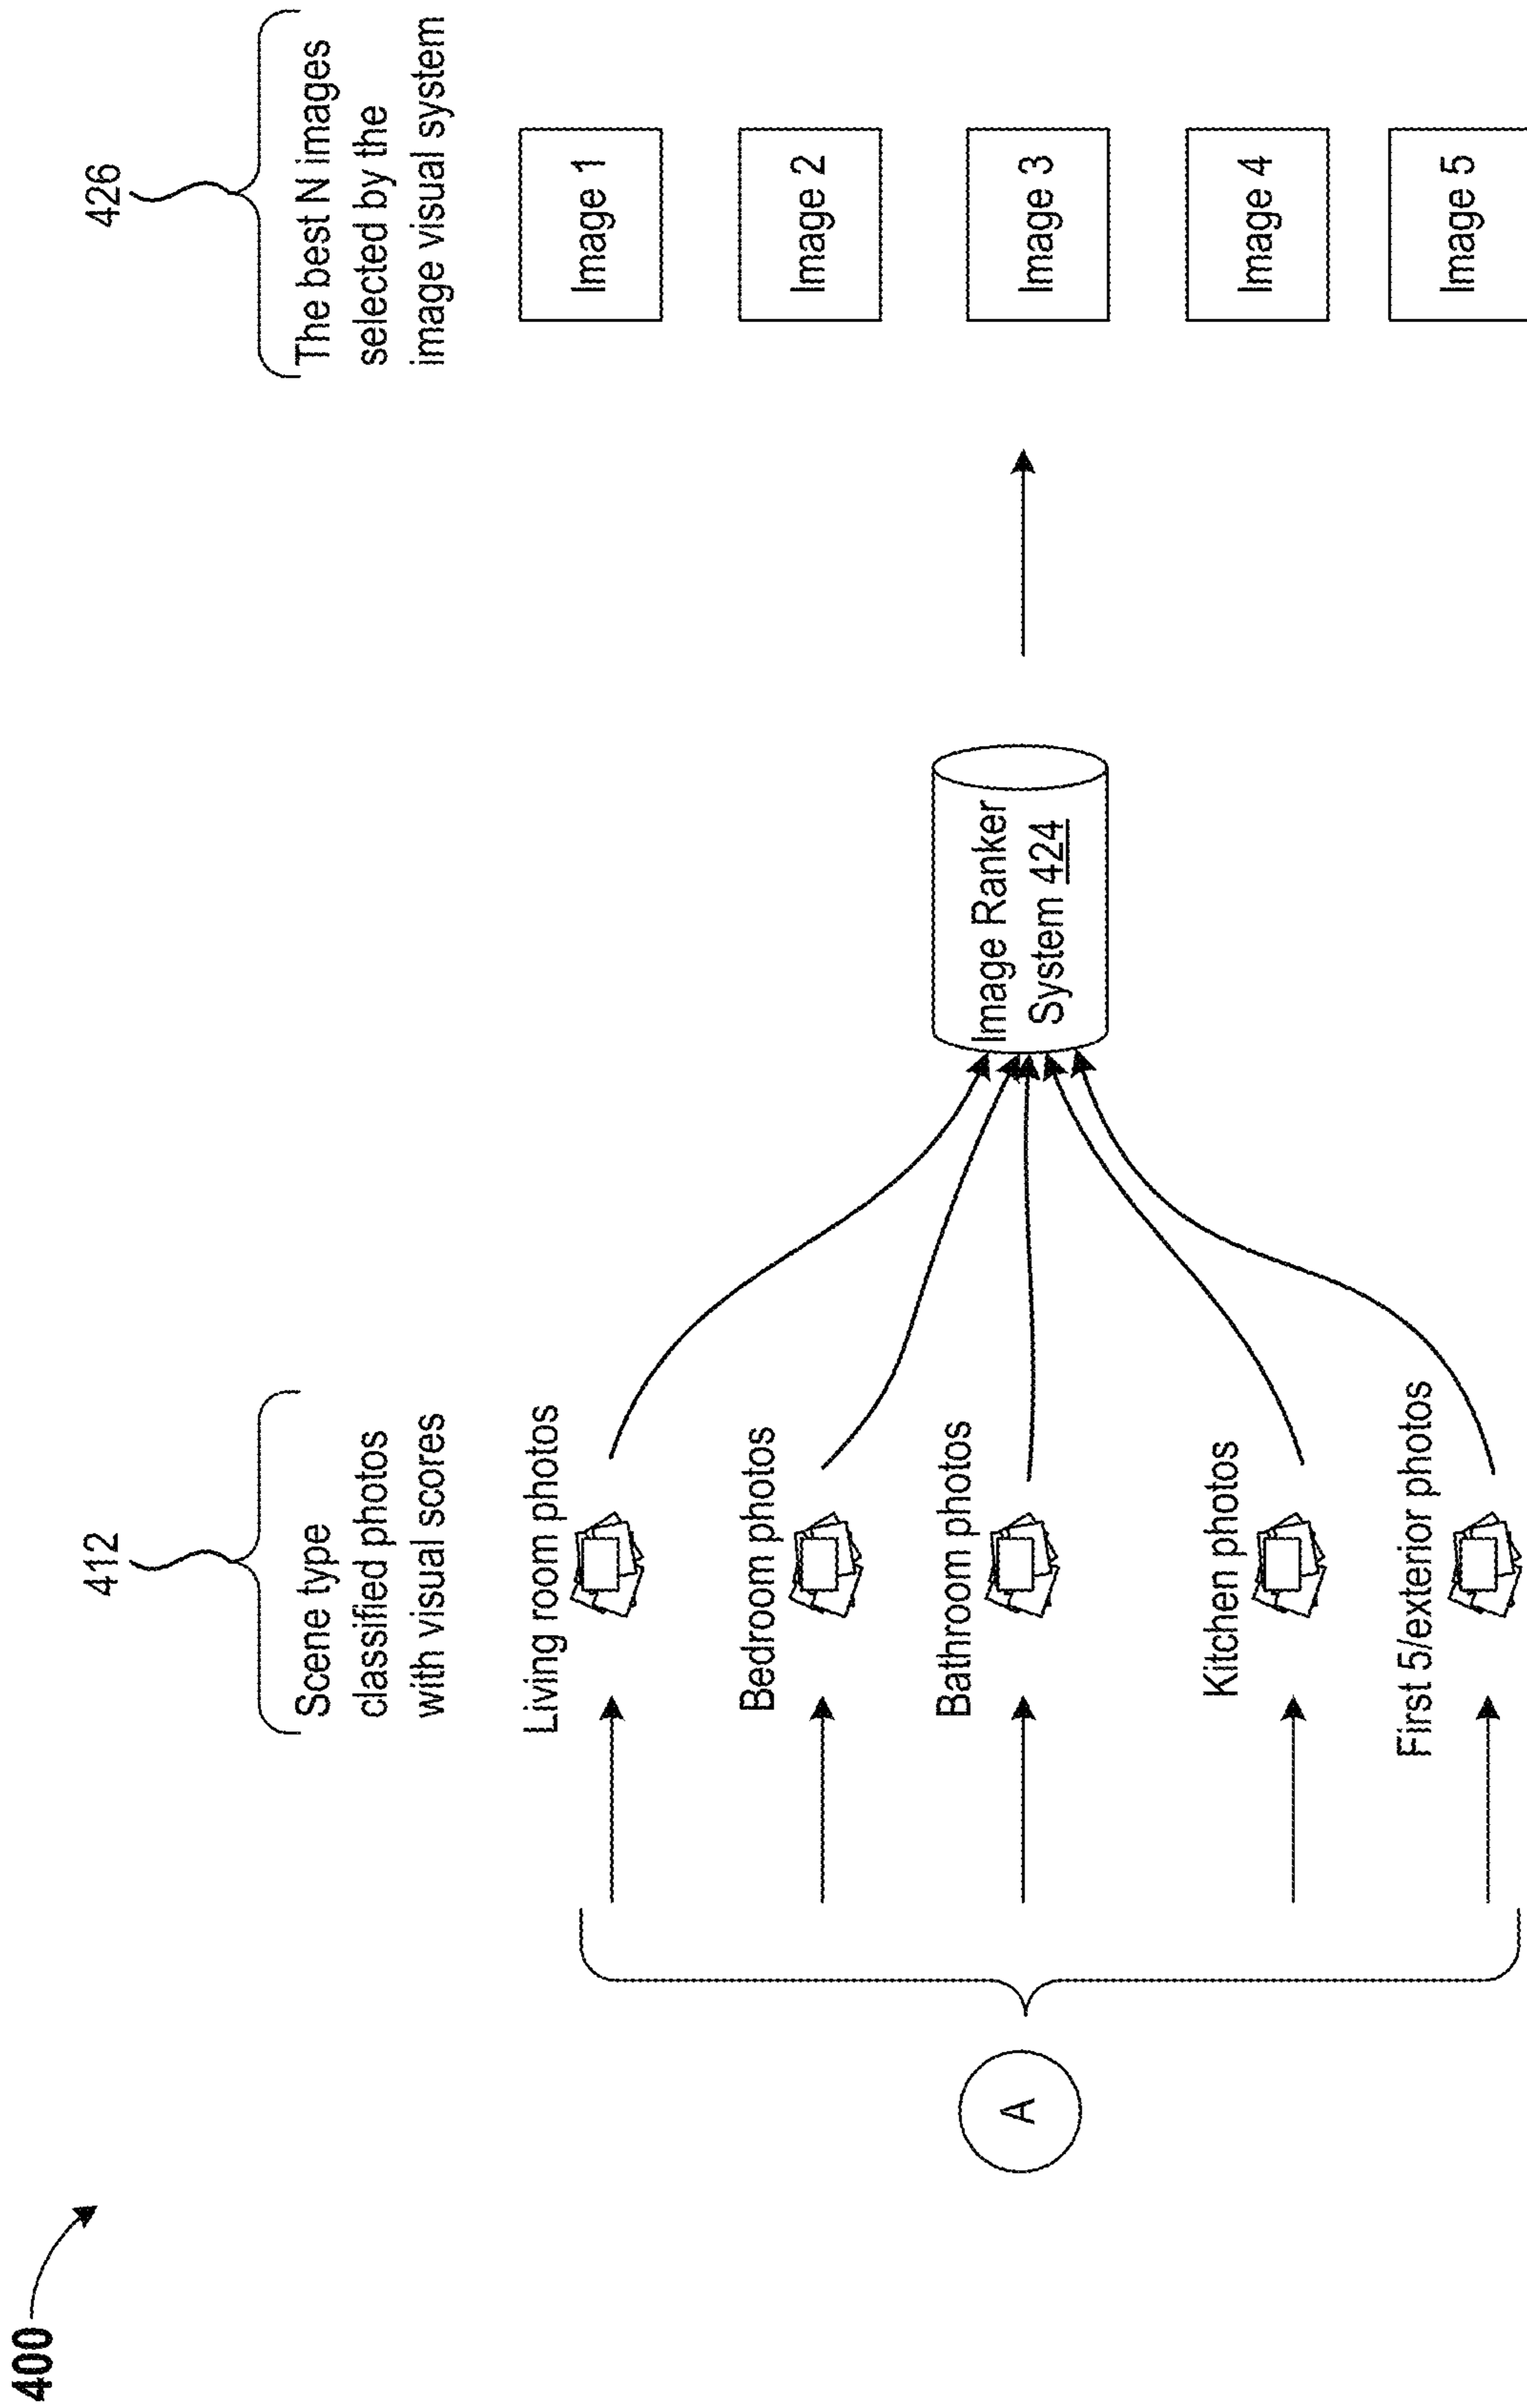 400
412
Scene type
classified photos
with visual scores
426
The best N images
selected by the
image visual system
A
Living room photos
Bedroom photos
Bathroom photos
Kitchen photos
First 5/exterior photos
Image Ranker
System 424
Image 1
Image 2
Image 3
Image 4
Image 5